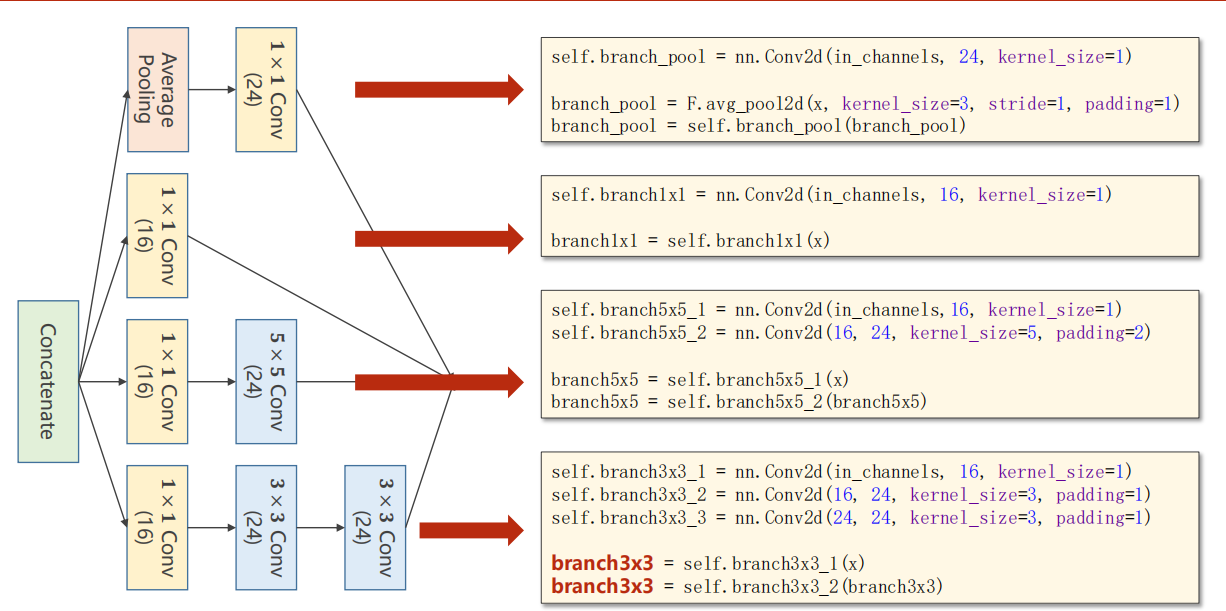 Concatenate
Average
Pooling
1×1 Conv
(24)
1×1 Conv
(16)
1×1 Conv
(16)
5×5 Conv
(24)
1×1 Conv
(16)
3×3 Conv
(24)
3×3 Conv
(24)
self.branch_pool = nn.Conv2d(in_channels, 24, kernel_size=1)
branch_pool = F.avg_pool2d(x, kernel_size=3, stride=1, padding=1)
branch_pool = self.branch_pool(branch_pool)
self.branch1x1 = nn.Conv2d(in_channels, 16, kernel_size=1)
branch1x1 = self.branch1x1(x)
self.branch5x5_1 = nn.Conv2d(in_channels,16, kernel_size=1)
self.branch5x5_2 = nn.Conv2d(16, 24, kernel_size=5, padding=2)
branch5x5 = self.branch5x5_1(x)
branch5x5 = self.branch5x5_2(branch5x5)
self.branch3x3_1 = nn.Conv2d(in_channels, 16, kernel_size=1)
self.branch3x3_2 = nn.Conv2d(16, 24, kernel_size=3, padding=1)
self.branch3x3_3 = nn.Conv2d(24, 24, kernel_size=3, padding=1)
branch3x3 = self.branch3x3_1(x)
branch3x3 = self.branch3x3_2(branch3x3)